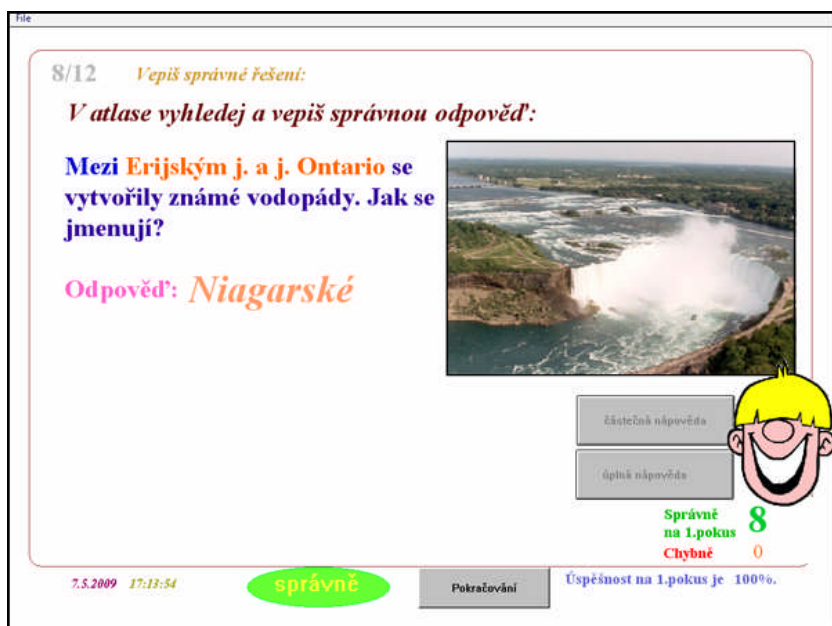 File
8/12 Vepiš správné řešení:
V atlase vyhledej a vepiš správnou odpověď:
Mezi Erijským j. a j. Ontario se
vytvořily známé vodopády. Jak se
jmenují?
Odpověď: Niagarské
částečná nápověda
úplná nápověda
Správně
na 1.pokus 8
Chybně 0
7.5.2009 17:13:54 správně Pokračování Úspěšnost na 1.pokus je 100%.